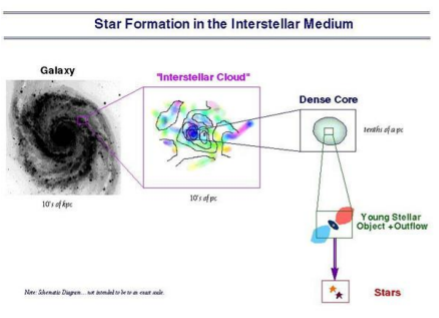 Star Formation in the Interstellar Medium
Galaxy
"Interstellar Cloud"
Dense Core
tenths of a pc
10's of kpc
10's of pc
Young Stellar
Object +Outflow
Stars
Note: Schematic Diagram... not intended to be to an exact scale.